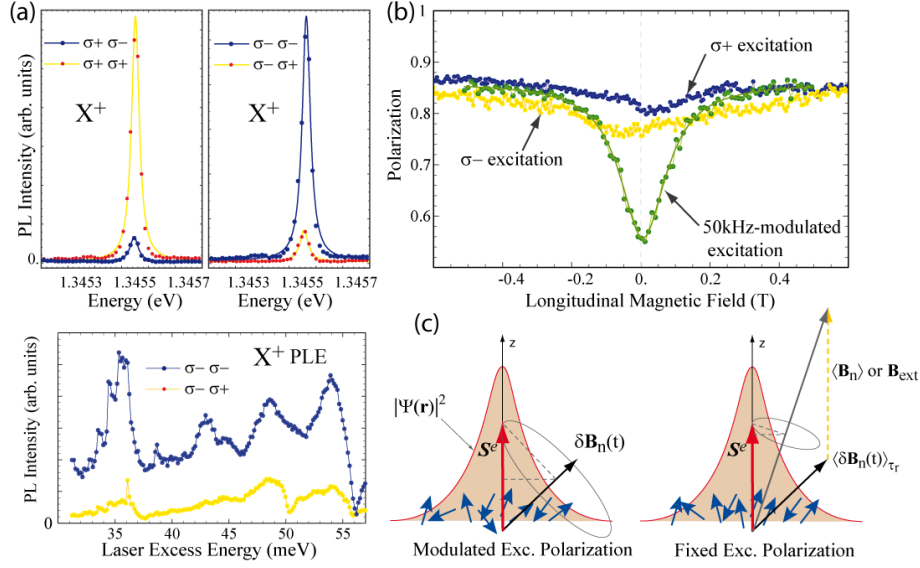 (a)
PL Intensity (arb. units)
0.
σ+ σ−
σ+ σ+
X+
1.3453 1.3455 1.3457
Energy (eV)
σ− σ−
σ− σ+
X+
1.3453 1.3455 1.3457
Energy (eV)
(b)
Polarization
0.9
0.8
0.7
0.6
σ+ excitation
σ− excitation
50kHz-modulated
excitation
-0.4 -0.2 0. 0.2 0.4
Longitudinal Magnetic Field (T)
PL Intensity (arb. units)
0
X+ PLE
σ− σ−
σ− σ+
35 40 45 50 55
Laser Excess Energy (meV)
(c)
z
|Ψ(r)|²
Sᵉ
δBₙ(t)
Modulated Exc. Polarization
z
⟨Bₙ⟩ or Bₑₓₜ
Sᵉ
⟨δBₙ(t)⟩τᵣ
Fixed Exc. Polarization